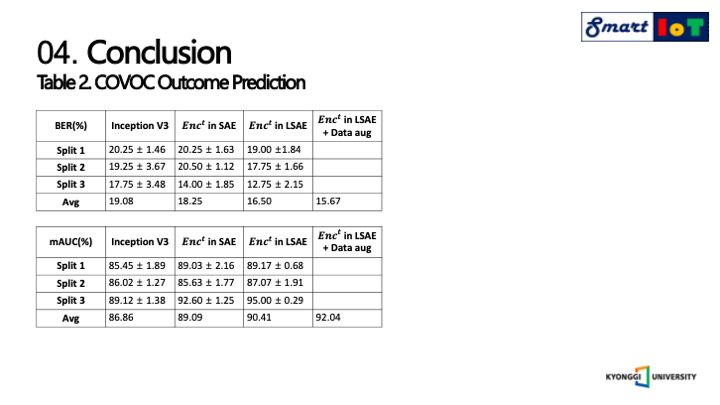 Smart IoT
04. Conclusion
Table 2. COVOC Outcome Prediction
BER(%) Inception V3 Encᵗ in SAE Encᵗ in LSAE Encᵗ in LSAE + Data aug
Split 1 20.25 ± 1.46 20.25 ± 1.63 19.00 ±1.84
Split 2 19.25 ± 3.67 20.50 ± 1.12 17.75 ± 1.66
Split 3 17.75 ± 3.48 14.00 ± 1.85 12.75 ± 2.15
Avg 19.08 18.25 16.50 15.67
mAUC(%) Inception V3 Encᵗ in SAE Encᵗ in LSAE Encᵗ in LSAE + Data aug
Split 1 85.45 ± 1.89 89.03 ± 2.16 89.17 ± 0.68
Split 2 86.02 ± 1.27 85.63 ± 1.77 87.07 ± 1.91
Split 3 89.12 ± 1.38 92.60 ± 1.25 95.00 ± 0.29
Avg 86.86 89.09 90.41 92.04
KYONGGI UNIVERSITY